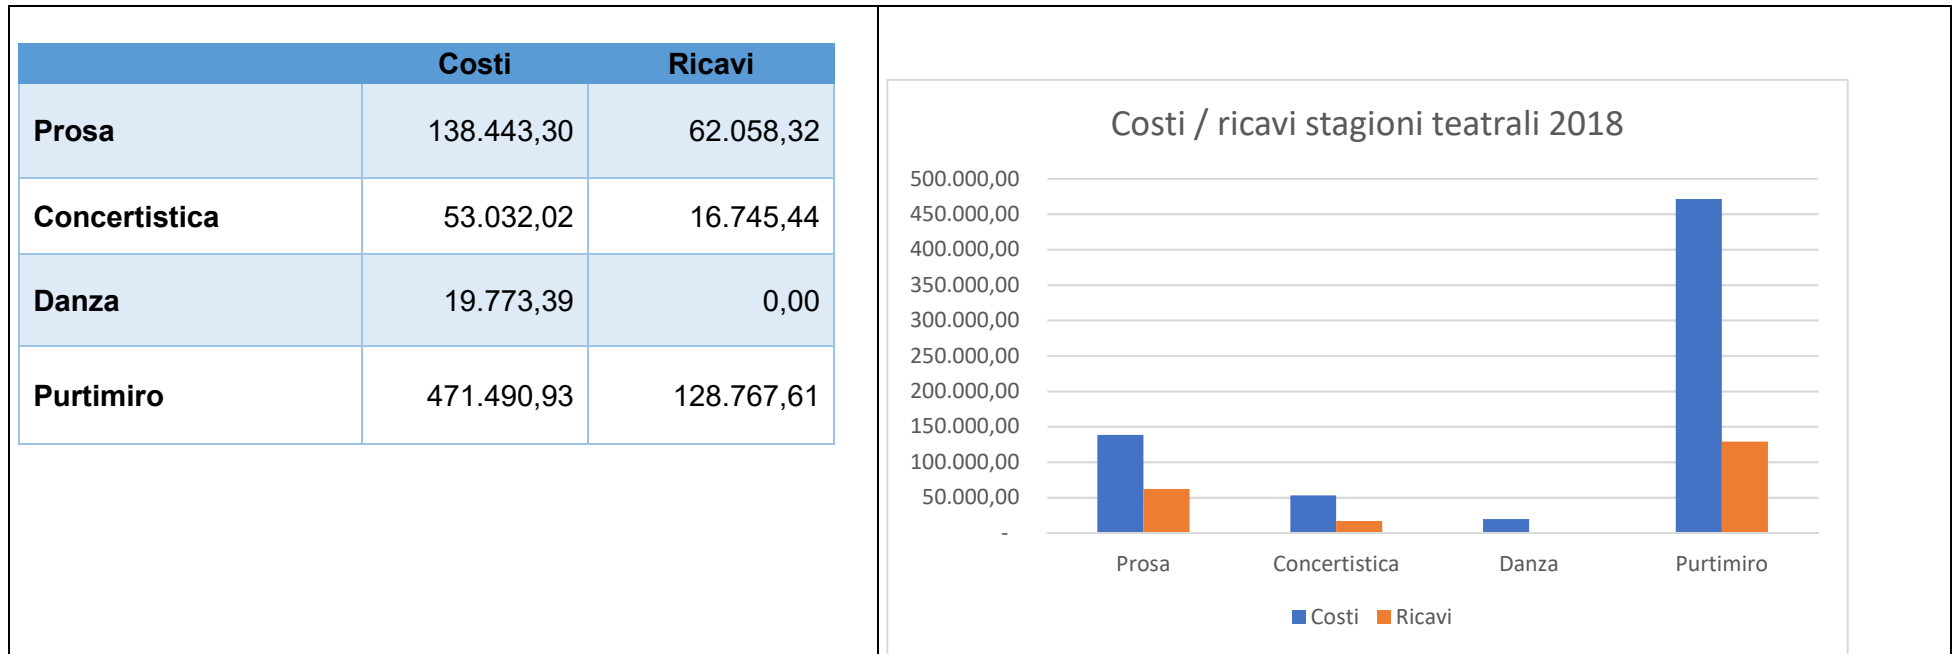 Costi Ricavi
Prosa 138.443,30 62.058,32
Concertistica 53.032,02 16.745,44
Danza 19.773,39 0,00
Purtimiro 471.490,93 128.767,61
Costi / ricavi stagioni teatrali 2018
500.000,00
450.000,00
400.000,00
350.000,00
300.000,00
250.000,00
200.000,00
150.000,00
100.000,00
50.000,00
-
Prosa Concertistica Danza Purtimiro
Costi Ricavi